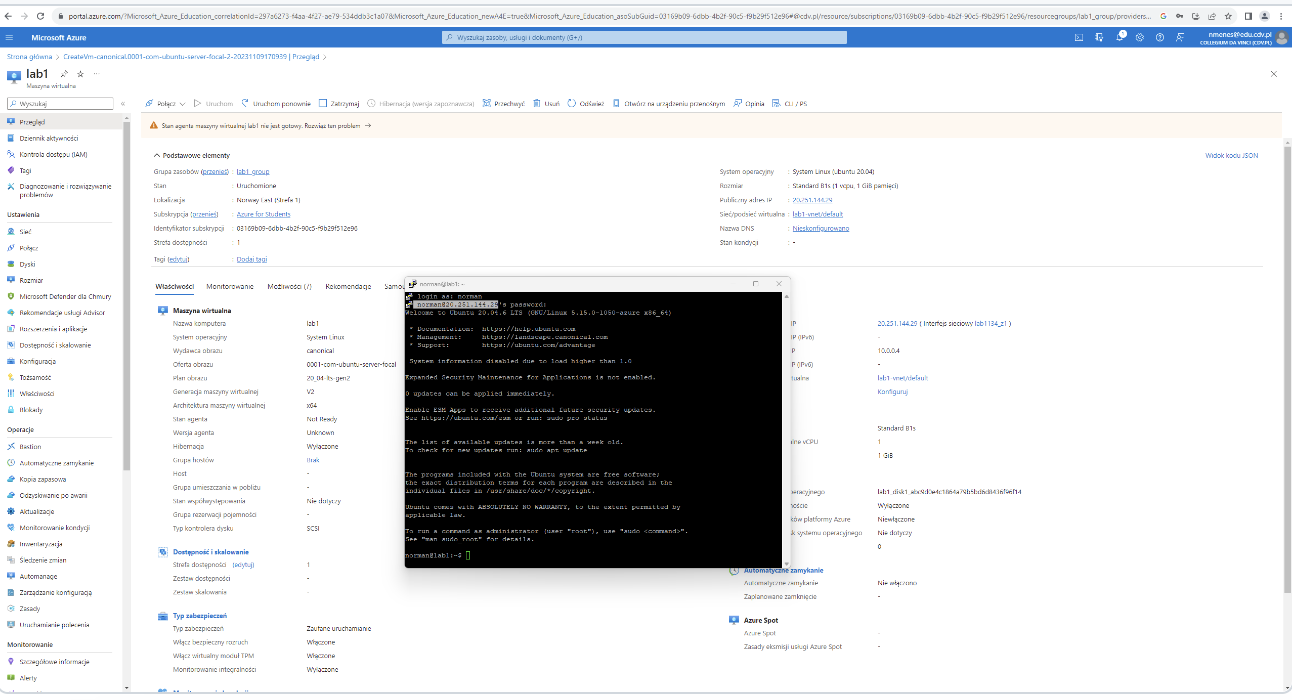 portal.azure.com/?Microsoft_Azure_Education_correlationId=297a6273-f4aa-4f27-ae79-534ddb3c1a07&Microsoft_Azure_Education_newA4E=true&Microsoft_Azure_Education_asoSubGuid=03169b09-6dbb-4b2f-90c5-f9b29f512e96#@cdv.pl/resource/subscriptions/03169b09-6dbb-4b2f-90c5-f9b29f512e96/resourcegroups/lab1_group/providers...
Microsoft Azure
Wyszukaj zasoby, usługi i dokumenty (G+/)
1
nmenes@edu.cdv.pl
COLLEGIUM DA VINCI (CDV.PL)
Strona główna > CreateVm-canonical.0001-com-ubuntu-server-focal-2-20231109170939 | Przegląd >
lab1
Maszyna wirtualna
Wyszukaj
Połącz
Uruchom
Uruchom ponownie
Zatrzymaj
Hibernacja (wersja zapoznawcza)
Przechwyć
Usuń
Odśwież
Otwórz na urządzeniu przenośnym
Opinia
CLI / PS
Przegląd
Dziennik aktywności
Kontrola dostępu (IAM)
Tagi
Diagnozowanie i rozwiązywanie
problemów
Ustawienia
Sieć
Połącz
Dyski
Rozmiar
Microsoft Defender dla Chmury
Rekomendacje usługi Advisor
Rozszerzenia i aplikacje
Dostępność i skalowanie
Konfiguracja
Tożsamość
Właściwości
Blokady
Operacje
Bastion
Automatyczne zamykanie
Kopia zapasowa
Odzyskiwanie po awarii
Aktualizacje
Monitorowanie kondycji
Inwentaryzacja
Śledzenie zmian
Automanage
Zarządzanie konfiguracją
Zasady
Uruchamianie polecenia
Monitorowanie
Szczegółowe informacje
Alerty
Stan agenta maszyny wirtualnej lab1 nie jest gotowy. Rozwiąż ten problem →
Podstawowe elementy
Widok kodu JSON
Grupa zasobów (przenieś) : lab1_group
Stan : Uruchomione
Lokalizacja : Norway East (Strefa 1)
Subskrypcja (przenieś) : Azure for Students
Identyfikator subskrypcji : 03169b09-6dbb-4b2f-90c5-f9b29f512e96
Strefa dostępności : 1
Tagi (edytuj) : Dodaj tagi
System operacyjny : System Linux (ubuntu 20.04)
Rozmiar : Standard B1s (1 vcpu, 1 GiB pamięci)
Publiczny adres IP : 20.251.144.29
Sieć/podsieć wirtualna : lab1-vnet/default
Nazwa DNS : Nieskonfigurowano
Stan kondycji : -
Właściwości
Monitorowanie
Możliwości (7)
Rekomendacje
Samou
Maszyna wirtualna
Nazwa komputera lab1
System operacyjny System Linux
Wydawca obrazu canonical
Oferta obrazu 0001-com-ubuntu-server-focal
Plan obrazu 20_04-lts-gen2
Generacja maszyny wirtualnej V2
Architektura maszyny wirtualnej x64
Stan agenta Not Ready
Wersja agenta Unknown
Hibernacja Wyłączone
Grupa hostów Brak
Host -
Grupa umieszczania w pobliżu -
Stan współwystępowania Nie dotyczy
Grupa rezerwacji pojemności -
Typ kontrolera dysku SCSI
Dostępność i skalowanie
Strefa dostępności (edytuj) 1
Zestaw dostępności -
Zestaw skalowania -
Typ zabezpieczeń
Typ zabezpieczeń Zaufane uruchamianie
Włącz bezpieczny rozruch Włączone
Włącz wirtualny moduł TPM Włączone
Monitorowanie integralności Wyłączone
norman@lab1: ~
login as: norman
norman@20.251.144.29's password:
Welcome to Ubuntu 20.04.6 LTS (GNU/Linux 5.15.0-1050-azure x86_64)
* Documentation: https://help.ubuntu.com
* Management: https://landscape.canonical.com
* Support: https://ubuntu.com/advantage
System information disabled due to load higher than 1.0
Expanded Security Maintenance for Applications is not enabled.
0 updates can be applied immediately.
Enable ESM Apps to receive additional future security updates.
See https://ubuntu.com/esm or run: sudo pro status
The list of available updates is more than a week old.
To check for new updates run: sudo apt update
The programs included with the Ubuntu system are free software;
the exact distribution terms for each program are described in the
individual files in /usr/share/doc/*/copyright.
Ubuntu comes with ABSOLUTELY NO WARRANTY, to the extent permitted by
applicable law.
To run a command as administrator (user "root"), use "sudo <command>".
See "man sudo_root" for details.
norman@lab1:~$
IP 20.251.144.29 ( Interfejs sieciowy lab1134_z1 )
IP (IPv6) -
P 10.0.0.4
P (IPv6) -
tualna lab1-vnet/default
Konfiguruj
Standard B1s
lne vCPU 1
1 GiB
eracyjnego
noście Wyłączone
ków platformy Azure Niewłączone
sk systemu operacyjnego Nie dotyczy
0
Automatyczne zamykanie
Automatyczne zamykanie Nie włączono
Zaplanowane zamknięcie -
Azure Spot
Azure Spot -
Zasady eksmisji usługi Azure Spot -